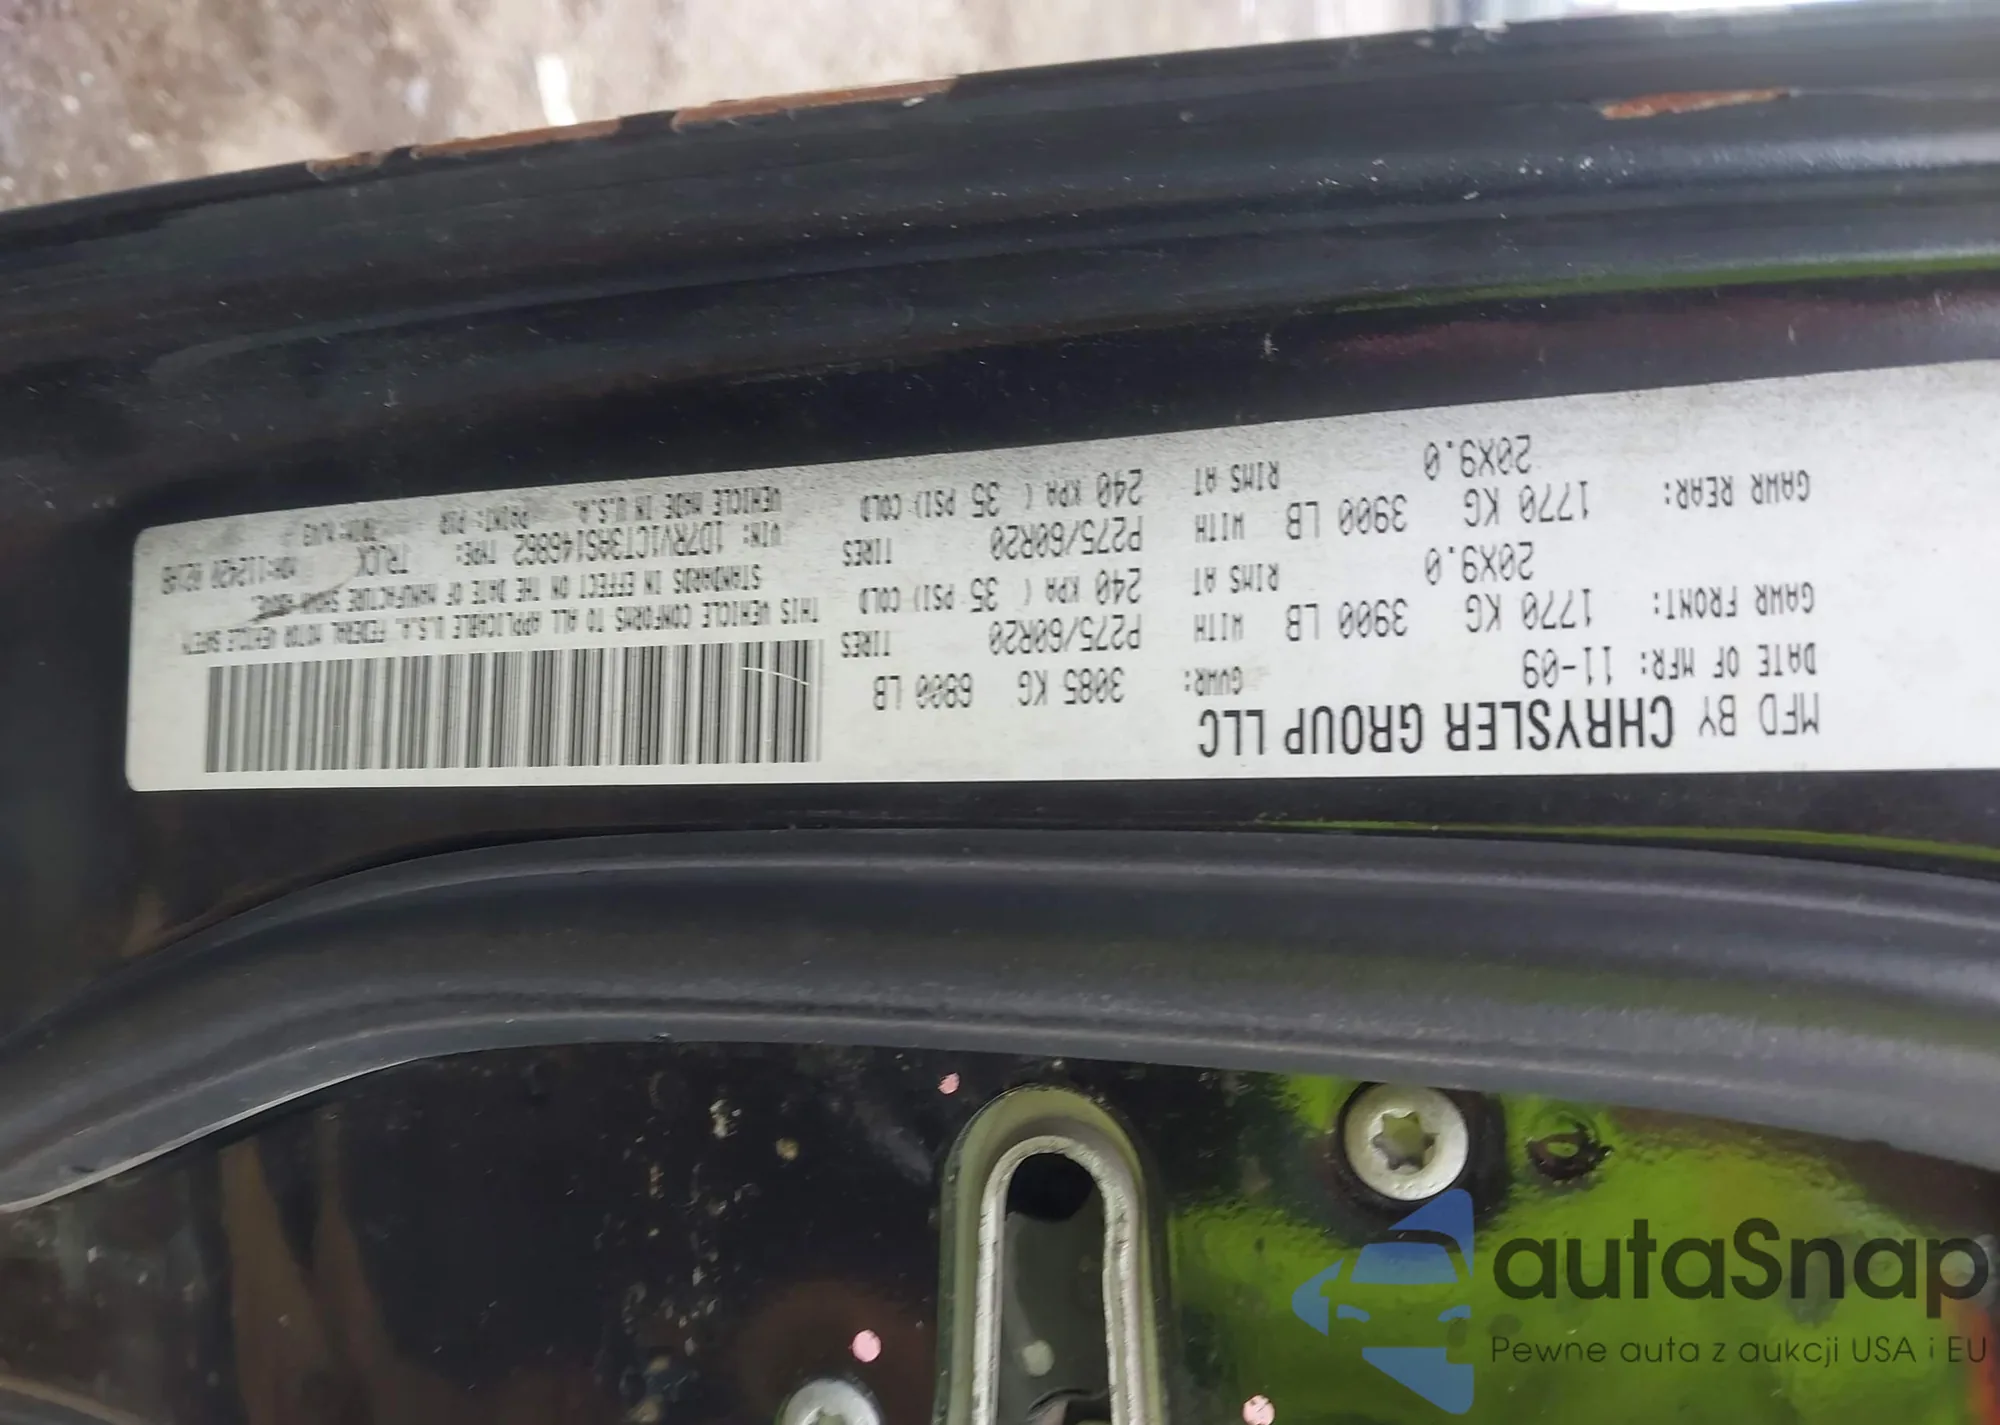 MFD BY CHRYSLER GROUP LLC
DATE OF MFR: 11-09
GVWR: 3085 KG 6800 LB
GAWR FRONT: 1770 KG 3900 LB WITH P275/60R20 TIRES
20X9.0 RIMS AT 240 KPA ( 35 PSI) COLD
GAWR REAR: 1770 KG 3900 LB WITH P275/60R20 TIRES
20X9.0 RIMS AT 240 KPA ( 35 PSI) COLD
THIS VEHICLE CONFORMS TO ALL APPLICABLE U.S.A. FEDERAL MOTOR VEHICLE SAFETY
STANDARDS IN EFFECT ON THE DATE OF MANUFACTURE SHOWN ABOVE.
VIN: 1D7RV1CT3AS146862 TYPE: TRUCK
VEHICLE MADE IN U.S.A. PAINT:
autaSnap
Pewne auta z aukcji USA i EU